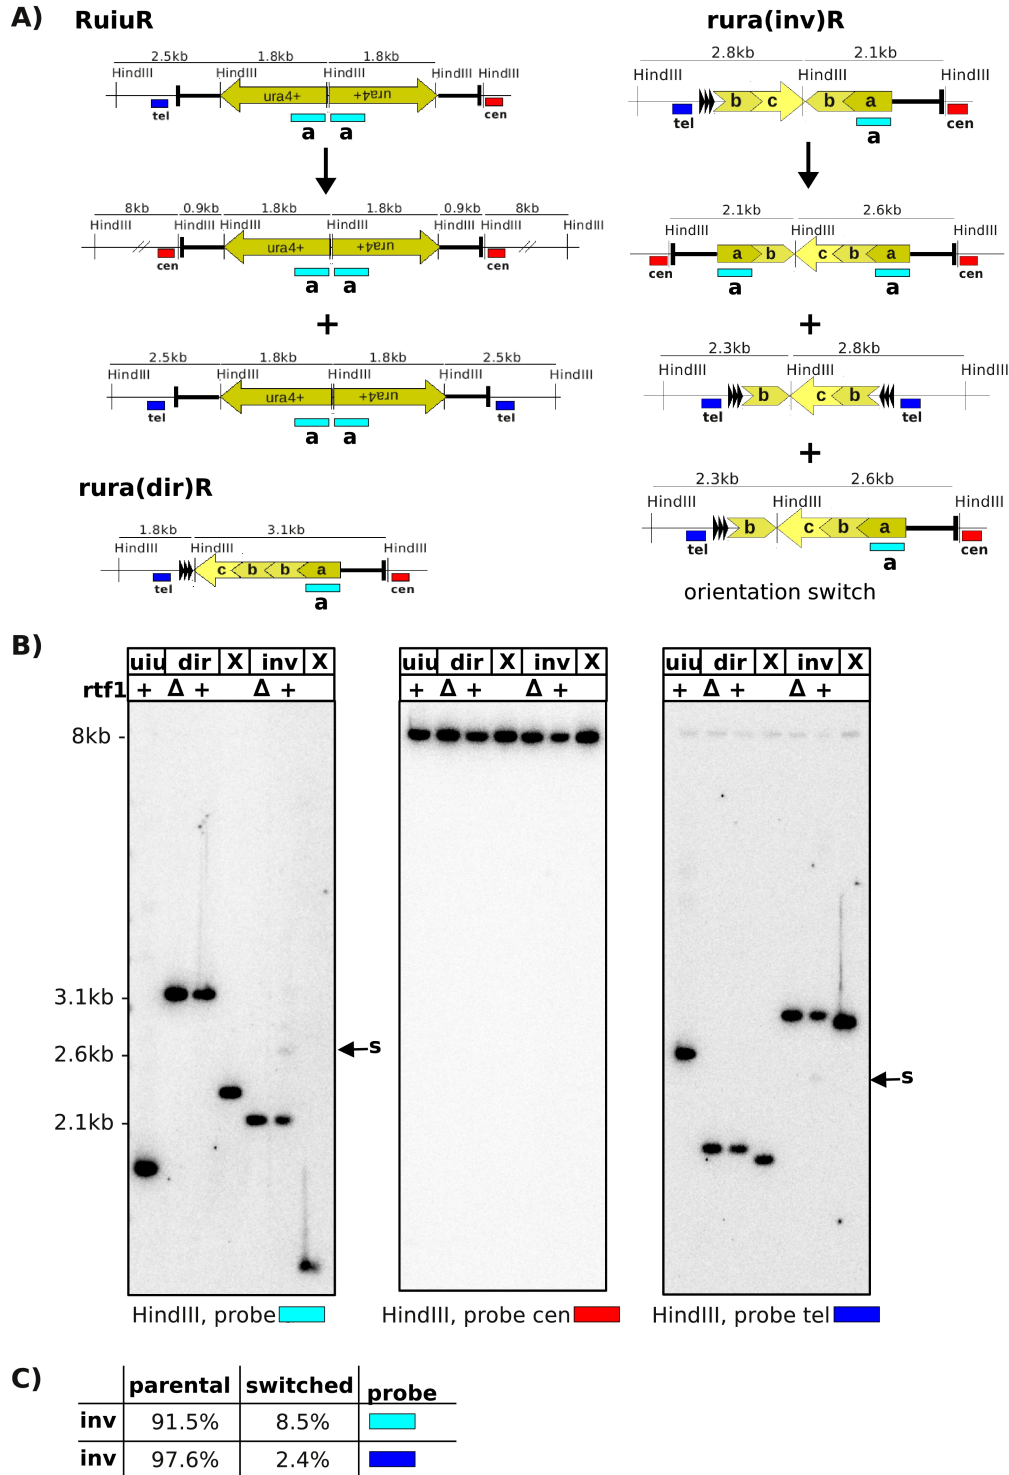 A) RuiuR
2.5kb 1.8kb 1.8kb
HindIII HindIII HindIII HindIII HindIII
ura4+ ura4+
tel cen
a a
8kb 0.9kb 1.8kb 1.8kb 0.9kb 8kb
HindIII HindIII HindIII HindIII HindIII HindIII HindIII
ura4+ ura4+
cen cen
a a
+
2.5kb 1.8kb 1.8kb 2.5kb
HindIII HindIII HindIII HindIII HindIII
ura4+ ura4+
tel tel
a a
rura(dir)R
1.8kb 3.1kb
HindIII HindIII HindIII
c b b a
tel cen
a
rura(inv)R
2.8kb 2.1kb
HindIII HindIII HindIII
b c b a
tel cen
a
2.1kb 2.6kb
HindIII HindIII HindIII
a b c b a
cen cen
a a
+
2.3kb 2.8kb
HindIII HindIII HindIII
b c b
tel tel
+
2.3kb 2.6kb
HindIII HindIII HindIII
b c b a
tel cen
a
orientation switch
B)
uiu dir X inv X
rtf1 + Δ + Δ +
8kb -
3.1kb -
2.6kb -
2.1kb -
s
HindIII, probe
uiu dir X inv X
+ Δ + Δ +
HindIII, probe cen
uiu dir X inv X
+ Δ + Δ +
s
HindIII, probe tel
C)
parental switched probe
inv 91.5% 8.5%
inv 97.6% 2.4%